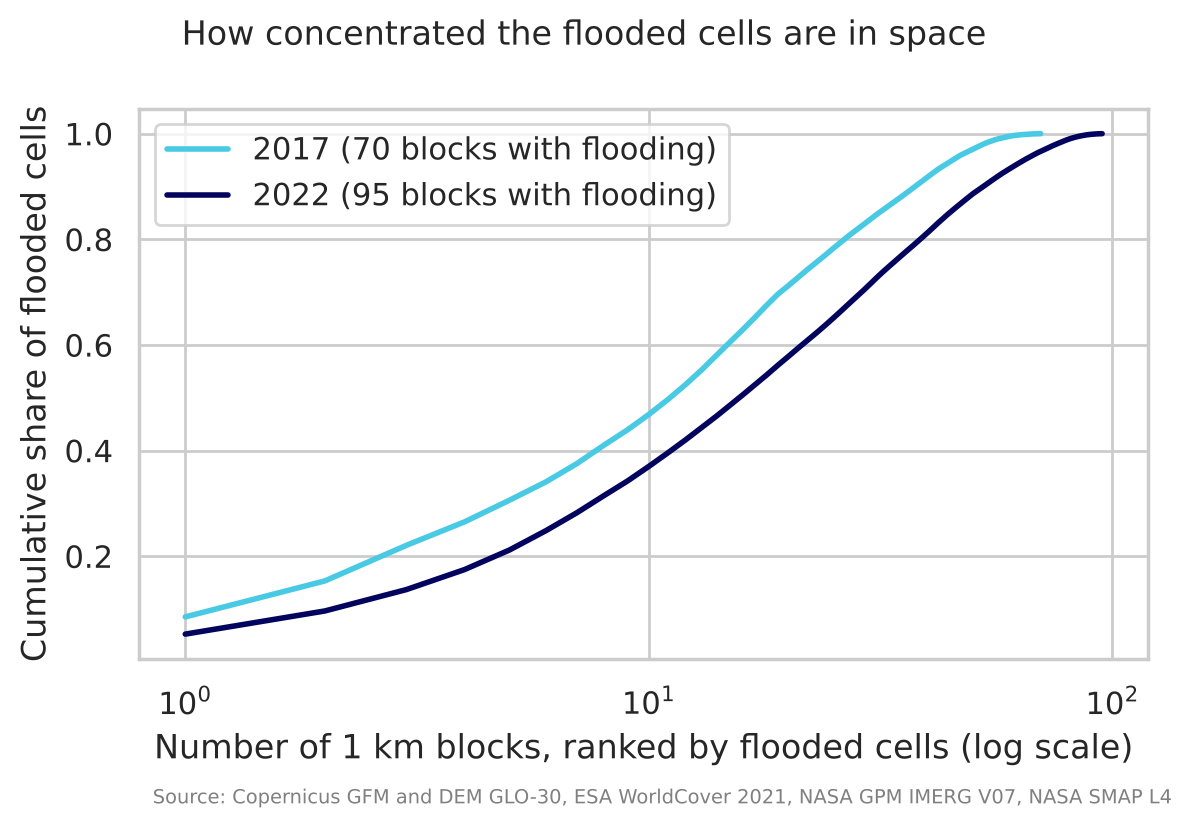 How concentrated the flooded cells are in space
Cumulative share of flooded cells
1.0
0.8
0.6
0.4
0.2
2017 (70 blocks with flooding)
2022 (95 blocks with flooding)
10⁰ 10¹ 10²
Number of 1 km blocks, ranked by flooded cells (log scale)
Source: Copernicus GFM and DEM GLO-30, ESA WorldCover 2021, NASA GPM IMERG V07, NASA SMAP L4